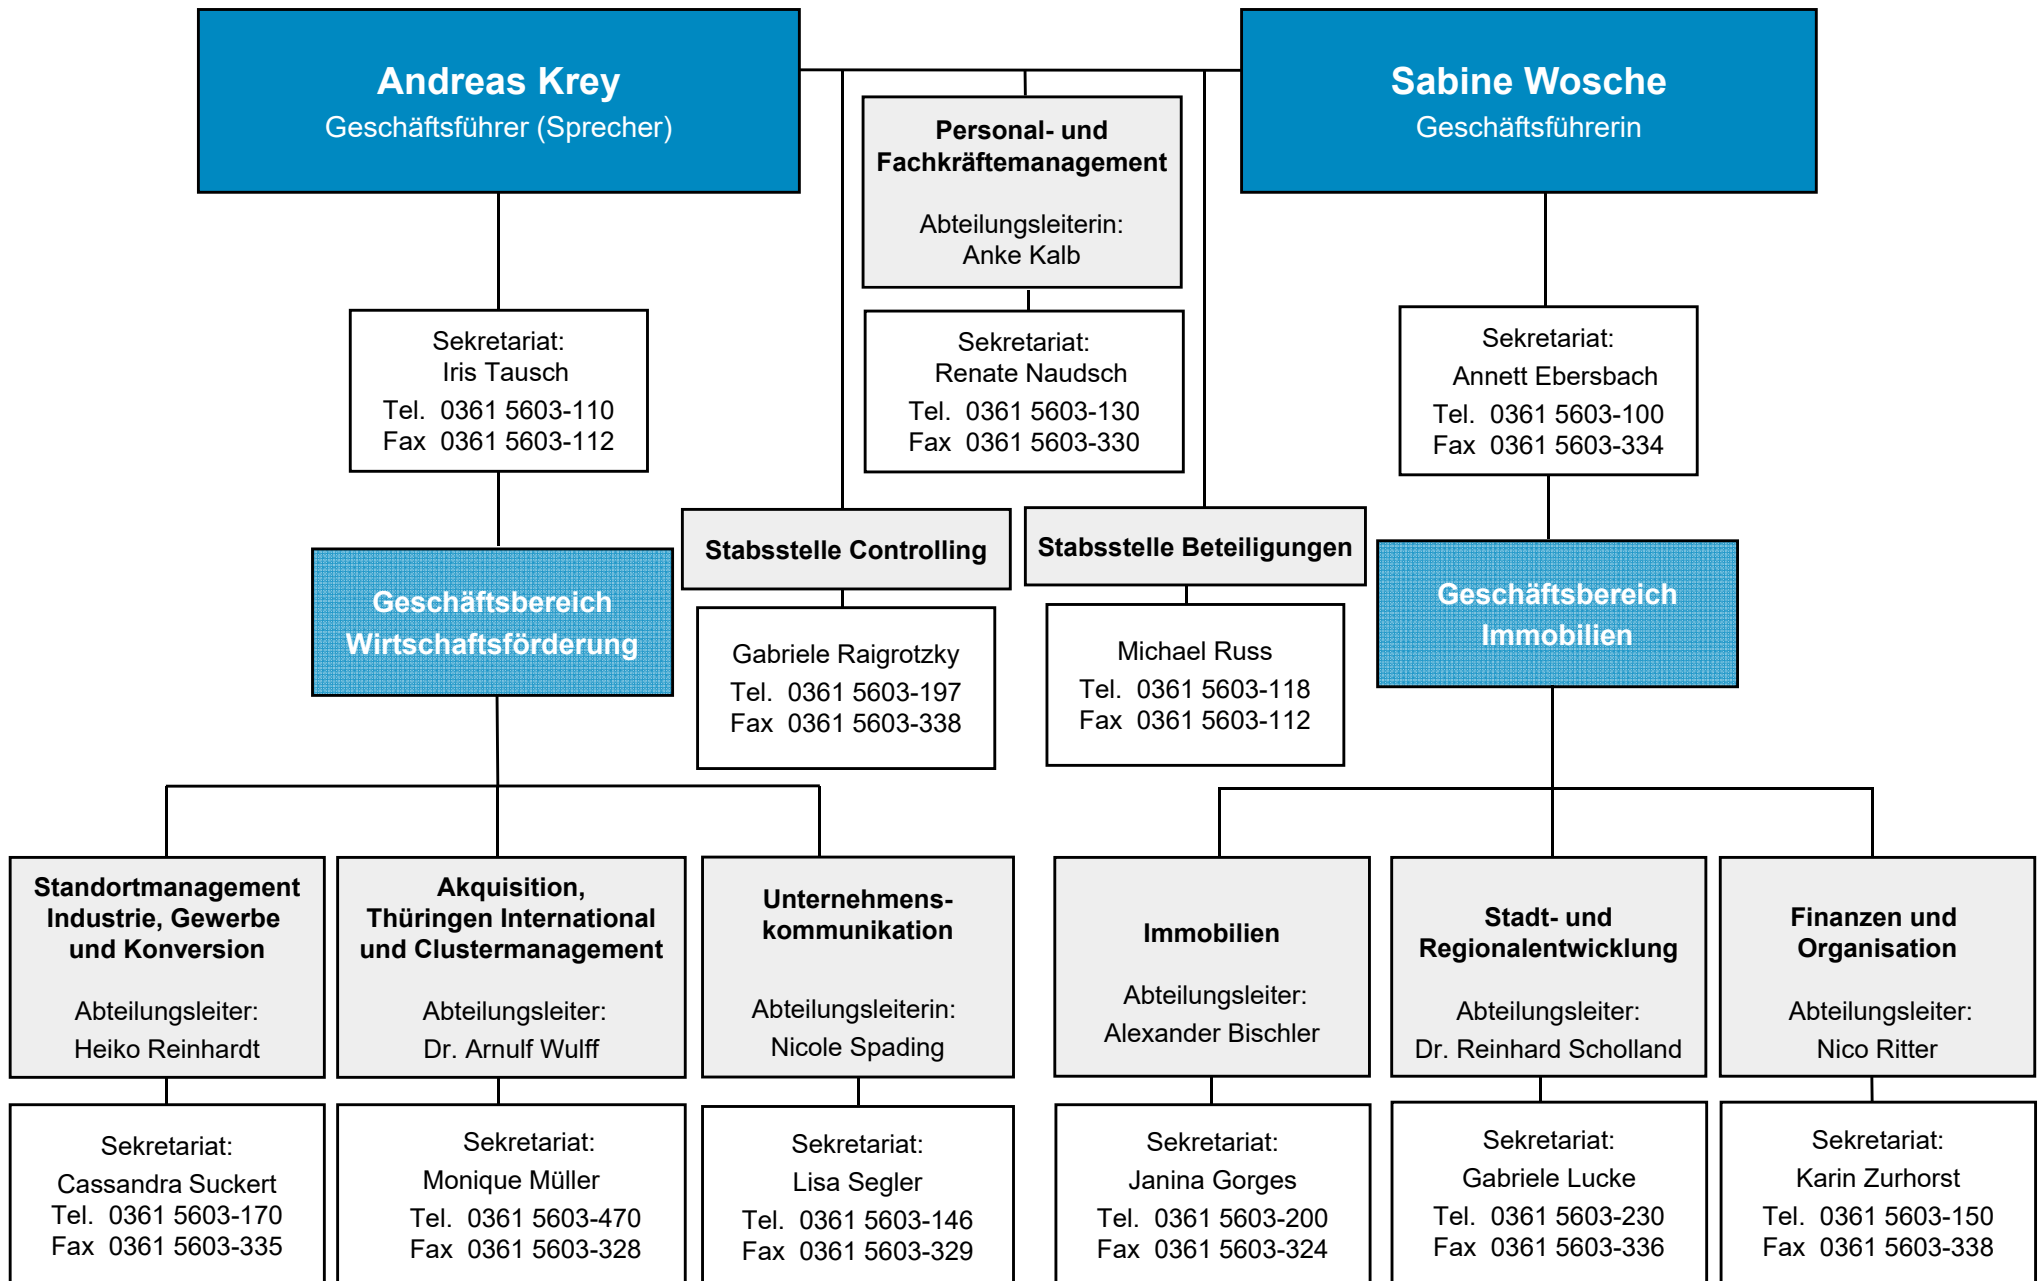 Andreas Krey
Geschäftsführer (Sprecher)
Personal- und
Fachkräftemanagement
Abteilungsleiterin:
Anke Kalb
Sabine Wosche
Geschäftsführerin
Sekretariat:
Iris Tausch
Tel. 0361 5603-110
Fax 0361 5603-112
Sekretariat:
Renate Naudsch
Tel. 0361 5603-130
Fax 0361 5603-330
Sekretariat:
Annett Ebersbach
Tel. 0361 5603-100
Fax 0361 5603-334
Geschäftsbereich
Wirtschaftsförderung
Stabsstelle Controlling
Gabriele Raigrotzky
Tel. 0361 5603-197
Fax 0361 5603-338
Stabsstelle Beteiligungen
Michael Russ
Tel. 0361 5603-118
Fax 0361 5603-112
Geschäftsbereich
Immobilien
Standortmanagement
Industrie, Gewerbe
und Konversion
Abteilungsleiter:
Heiko Reinhardt
Akquisition,
Thüringen International
und Clustermanagement
Abteilungsleiter:
Dr. Arnulf Wulff
Unternehmens-
kommunikation
Abteilungsleiterin:
Nicole Spading
Immobilien
Abteilungsleiter:
Alexander Bischler
Stadt- und
Regionalentwicklung
Abteilungsleiter:
Dr. Reinhard Scholland
Finanzen und
Organisation
Abteilungsleiter:
Nico Ritter
Sekretariat:
Cassandra Suckert
Tel. 0361 5603-170
Fax 0361 5603-335
Sekretariat:
Monique Müller
Tel. 0361 5603-470
Fax 0361 5603-328
Sekretariat:
Lisa Segler
Tel. 0361 5603-146
Fax 0361 5603-329
Sekretariat:
Janina Gorges
Tel. 0361 5603-200
Fax 0361 5603-324
Sekretariat:
Gabriele Lucke
Tel. 0361 5603-230
Fax 0361 5603-336
Sekretariat:
Karin Zurhorst
Tel. 0361 5603-150
Fax 0361 5603-338